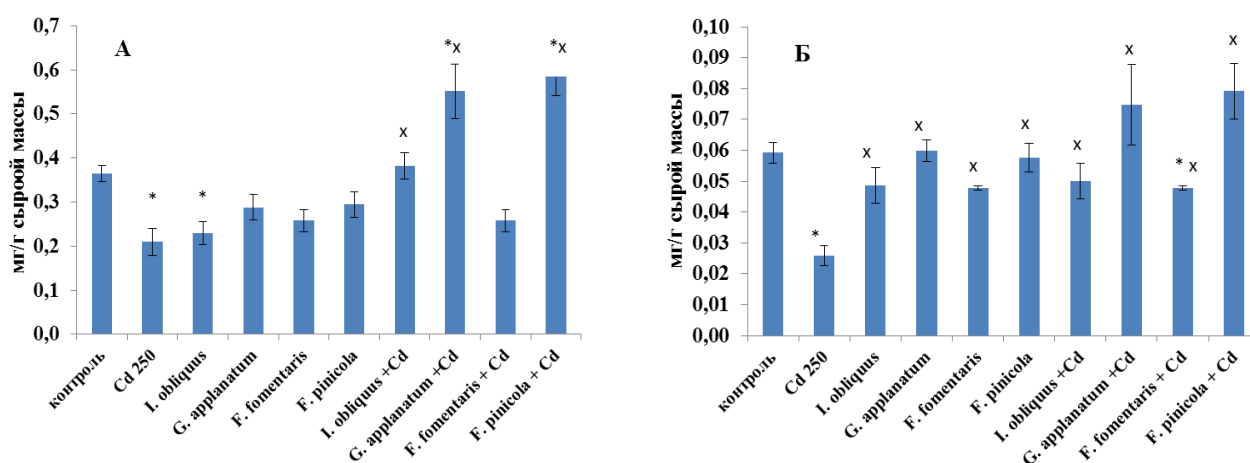 А
мг/г сыроой массы
0,7
0,6
0,5
0,4
0,3
0,2
0,1
0,0
*
*
x
*x
*x
контроль
Cd 250
I. obliquus
G. applanatum
F. fomentaris
F. pinicola
I. obliquus +Cd
G. applanatum +Cd
F. fomentaris + Cd
F. pinicola + Cd
Б
мг/г сырой массы
0,10
0,09
0,08
0,07
0,06
0,05
0,04
0,03
0,02
0,01
0,00
*
x
x
x
x
x
x
* x
x
контроль
Cd 250
I. obliquus
G. applanatum
F. fomentaris
F. pinicola
I. obliquus +Cd
G. applanatum +Cd
F. fomentaris + Cd
F. pinicola + Cd